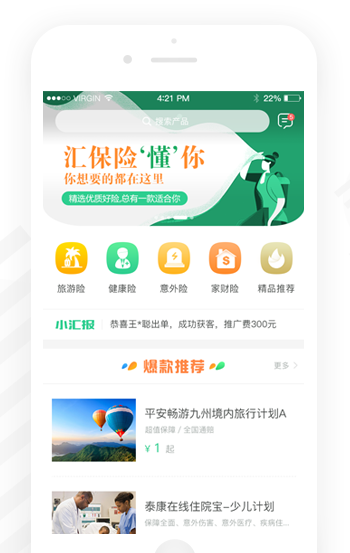 VIRGIN
4:21 PM
22%
搜索产品
汇保险‘懂’你
你想要的都在这里
精选优质好险,总有一款适合你
旅游险
健康险
意外险
家财险
精品推荐
小汇报
恭喜王*聪出单，成功获客，推广费300元
爆款推荐
更多
平安畅游九州境内旅行计划A
超值保障 / 全国通赔
¥ 1 起
泰康在线住院宝-少儿计划
保障全面、意外伤害、意外医疗、疾病住...